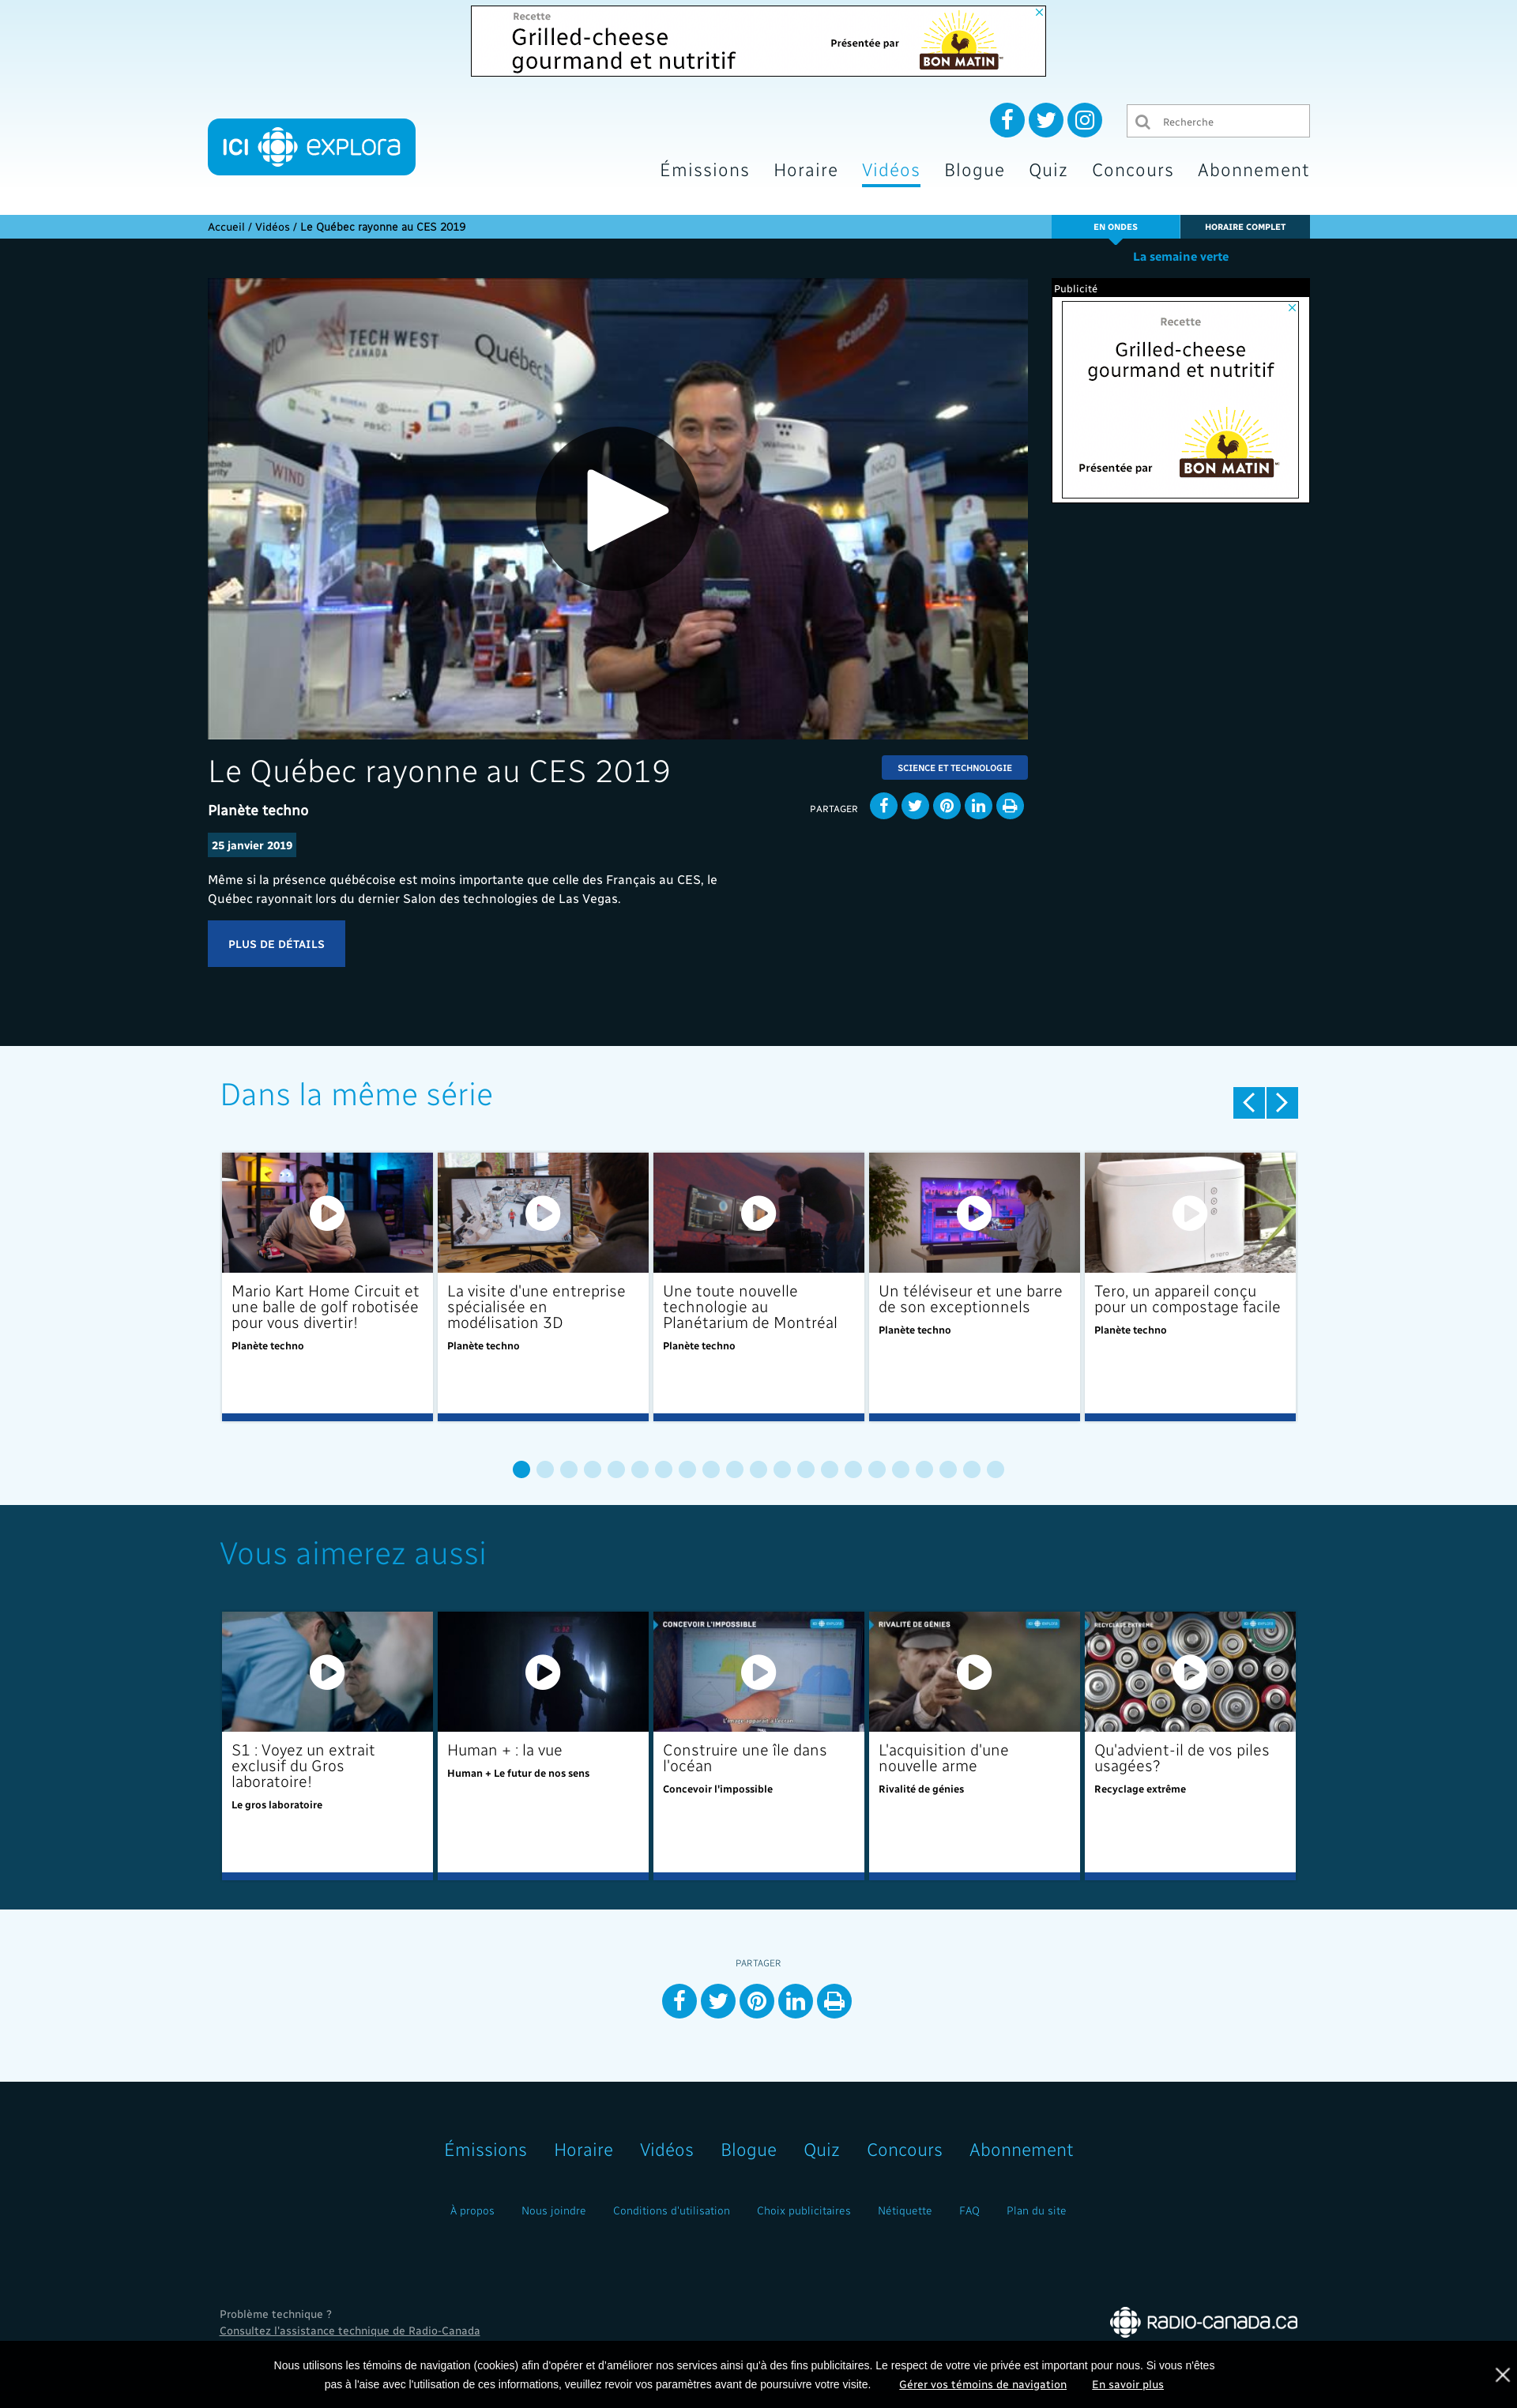 Recette
Grilled-cheese
gourmand et nutritif
Présentée par
BON MATIN
ICI explora
Recherche
Émissions Horaire Vidéos Blogue Quiz Concours Abonnement
Accueil / Vidéos / Le Québec rayonne au CES 2019
EN ONDES
HORAIRE COMPLET
La semaine verte
TECH WEST
CANADA
Québec
#CanadaCES
WIND
Publicité
Recette
Grilled-cheese
gourmand et nutritif
Présentée par
BON MATIN
Le Québec rayonne au CES 2019
SCIENCE ET TECHNOLOGIE
Planète techno
PARTAGER
25 janvier 2019
Même si la présence québécoise est moins importante que celle des Français au CES, le
Québec rayonnait lors du dernier Salon des technologies de Las Vegas.
PLUS DE DÉTAILS
Dans la même série
Mario Kart Home Circuit et
une balle de golf robotisée
pour vous divertir!
Planète techno
La visite d'une entreprise
spécialisée en
modélisation 3D
Planète techno
Une toute nouvelle
technologie au
Planétarium de Montréal
Planète techno
Un téléviseur et une barre
de son exceptionnels
Planète techno
Tero, un appareil conçu
pour un compostage facile
Planète techno
Vous aimerez aussi
S1 : Voyez un extrait
exclusif du Gros
laboratoire!
Le gros laboratoire
Human + : la vue
Human + Le futur de nos sens
CONCEVOIR L'IMPOSSIBLE
Construire une île dans
l'océan
Concevoir l'impossible
RIVALITÉ DE GÉNIES
L'acquisition d'une
nouvelle arme
Rivalité de génies
RECYCLAGE EXTRÊME
Qu'advient-il de vos piles
usagées?
Recyclage extrême
PARTAGER
Émissions Horaire Vidéos Blogue Quiz Concours Abonnement
À propos Nous joindre Conditions d'utilisation Choix publicitaires Nétiquette FAQ Plan du site
Problème technique ?
Consultez l'assistance technique de Radio-Canada
RADIO-CANADA.CA
Nous utilisons les témoins de navigation (cookies) afin d'opérer et d'améliorer nos services ainsi qu'à des fins publicitaires. Le respect de votre vie privée est important pour nous. Si vous n'êtes
pas à l'aise avec l'utilisation de ces informations, veuillez revoir vos paramètres avant de poursuivre votre visite. Gérer vos témoins de navigation En savoir plus